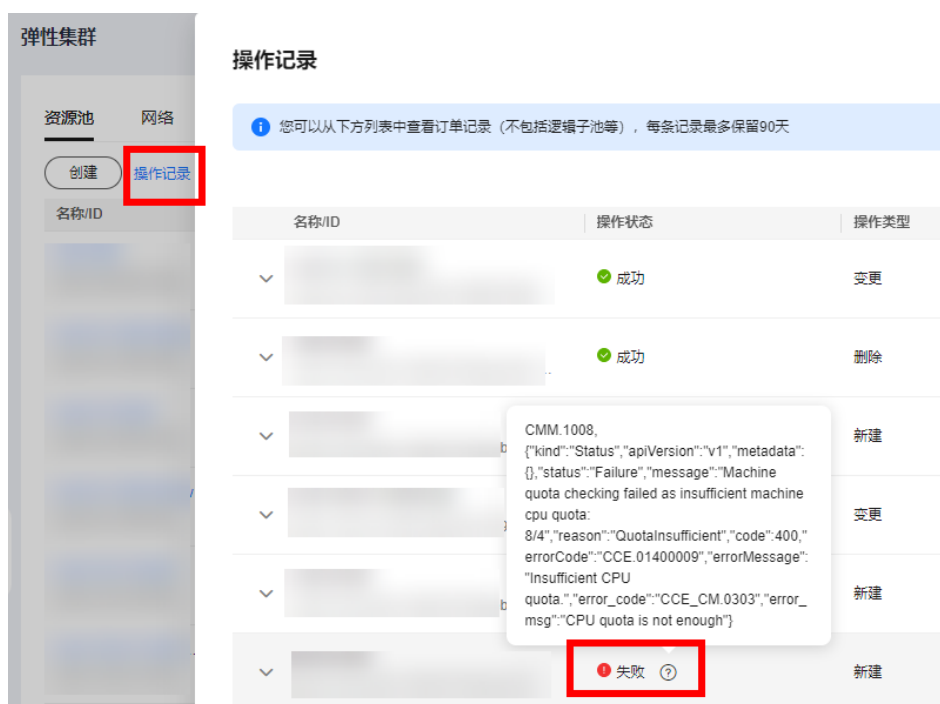 弹性集群
资源池 网络
创建 操作记录
名称/ID
操作记录
您可以从下方列表中查看订单记录（不包括逻辑子池等），每条记录最多保留90天
名称/ID 操作状态 操作类型
成功 变更
成功 删除
新建
变更
新建
CMM.1008,
{"kind":"Status","apiVersion":"v1","metadata":
{},"status":"Failure","message":"Machine
quota checking failed as insufficient machine
cpu quota:
8/4","reason":"QuotaInsufficient","code":400,"
errorCode":"CCE.01400009","errorMessage":
"Insufficient CPU
quota.","error_code":"CCE_CM.0303","error_
msg":"CPU quota is not enough"}
失败 新建